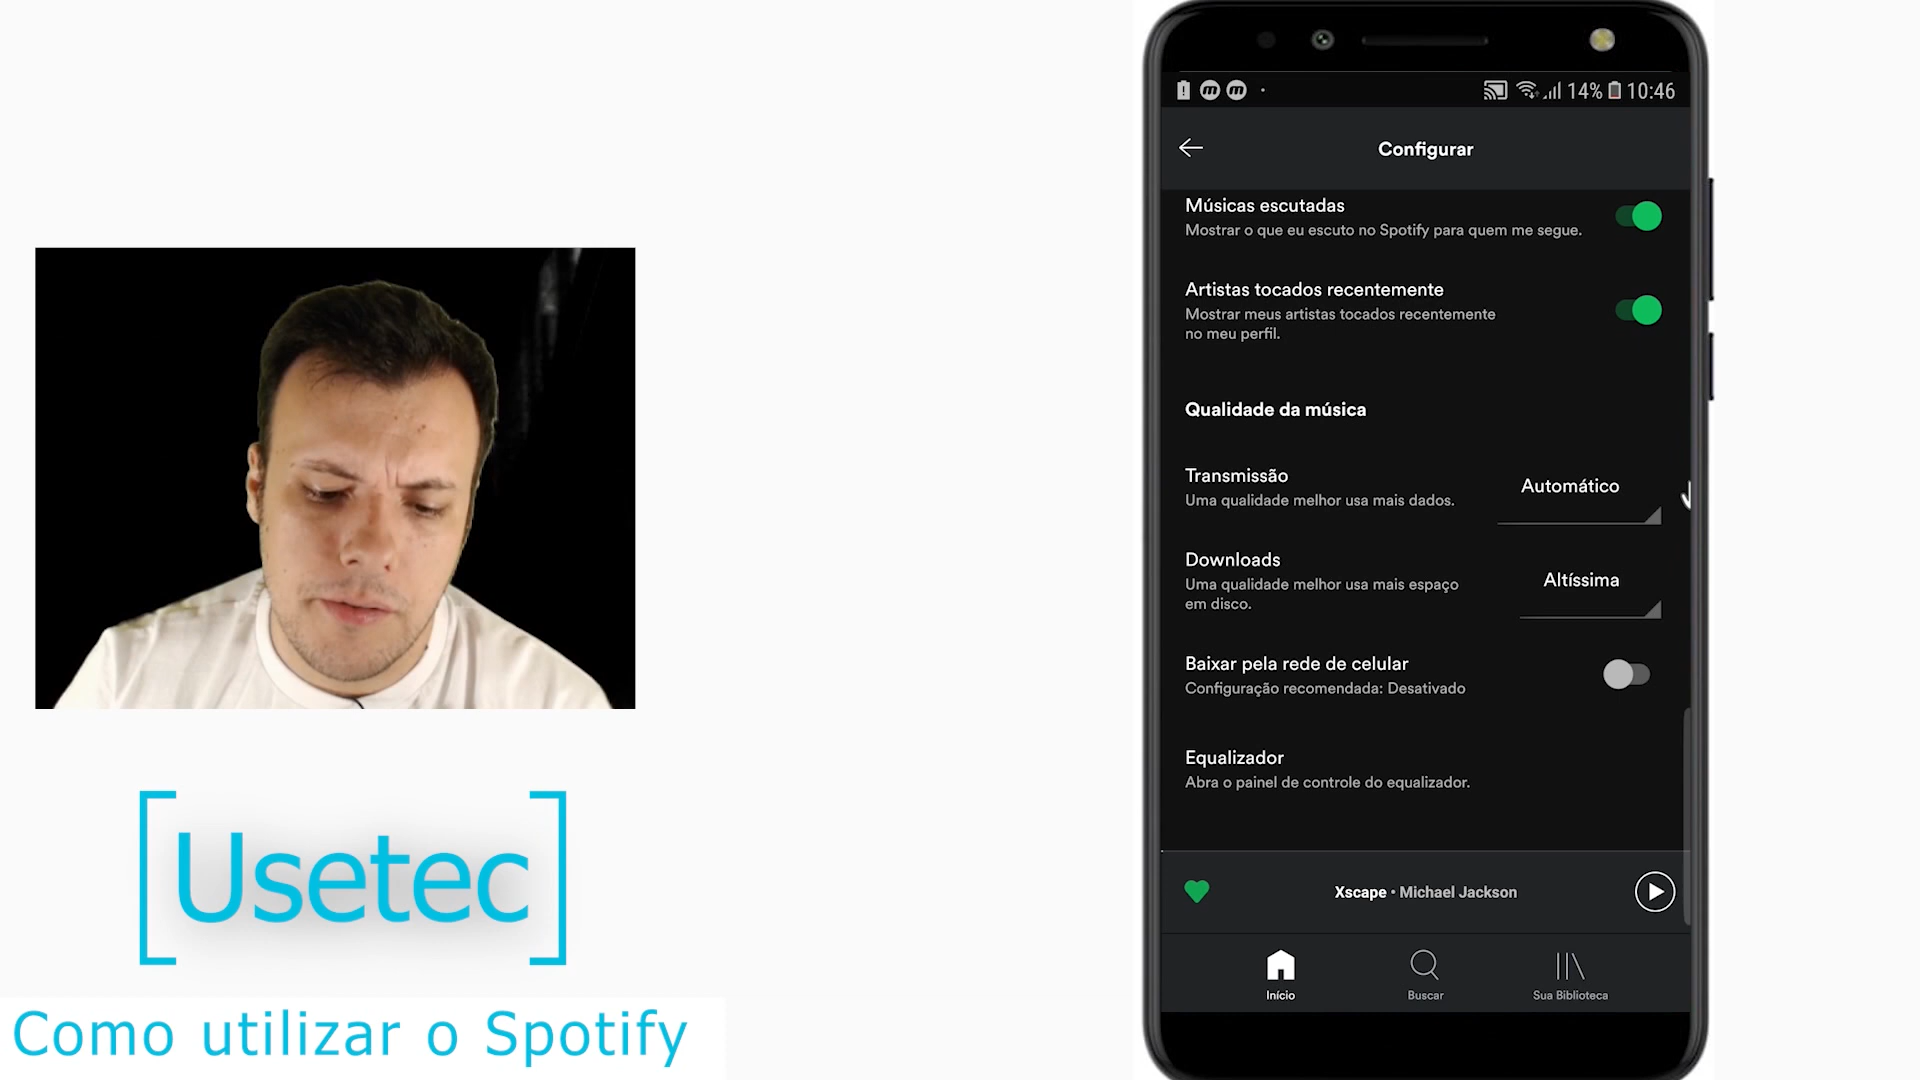 14% 10:46
Configurar
Músicas escutadas
Mostrar o que eu escuto no Spotify para quem me segue.
Artistas tocados recentemente
Mostrar meus artistas tocados recentemente
no meu perfil.
Qualidade da música
Transmissão
Uma qualidade melhor usa mais dados.
Automático
Downloads
Uma qualidade melhor usa mais espaço
em disco.
Altíssima
Baixar pela rede de celular
Configuração recomendada: Desativado
Equalizador
Abra o painel de controle do equalizador.
Xscape • Michael Jackson
Início
Buscar
Sua Biblioteca
[Usetec]
Como utilizar o Spotify